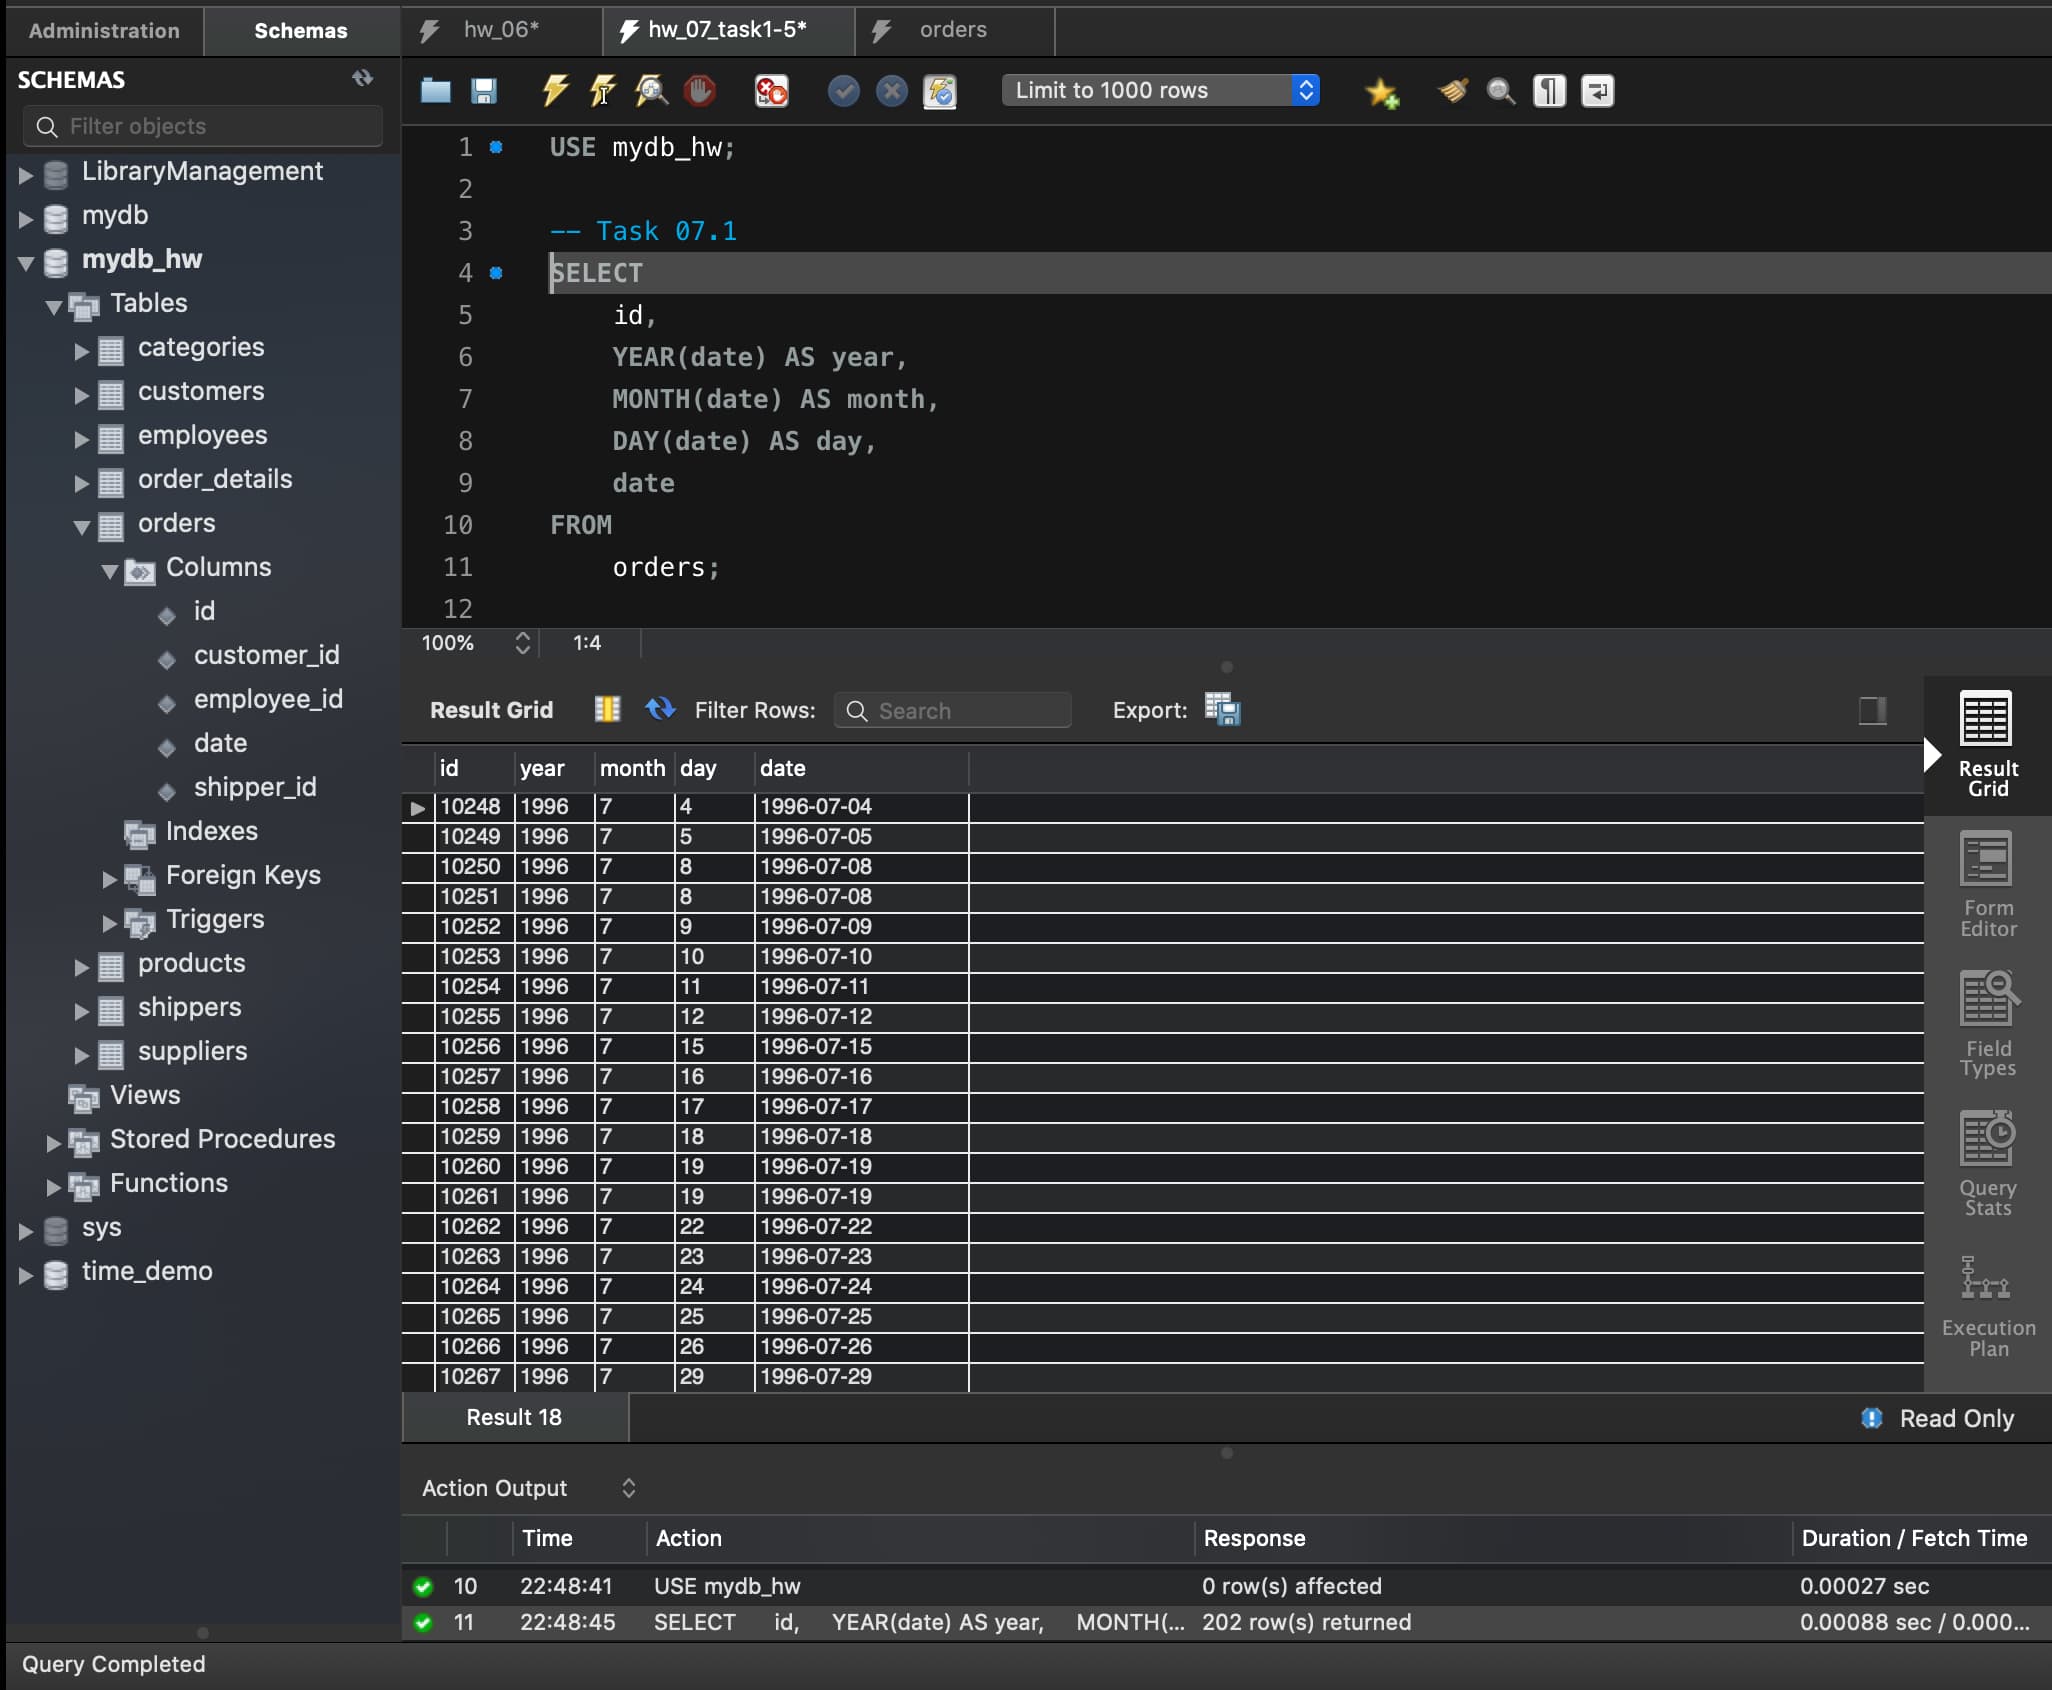 Administration Schemas
SCHEMAS
Filter objects
LibraryManagement
mydb
mydb_hw
Tables
categories
customers
employees
order_details
orders
Columns
id
customer_id
employee_id
date
shipper_id
Indexes
Foreign Keys
Triggers
products
shippers
suppliers
Views
Stored Procedures
Functions
sys
time_demo
hw_06* hw_07_task1-5* orders
Limit to 1000 rows
1 USE mydb_hw;
2
3 -- Task 07.1
4 SELECT
5 id,
6 YEAR(date) AS year,
7 MONTH(date) AS month,
8 DAY(date) AS day,
9 date
10 FROM
11 orders;
12
100% 1:4
Result Grid Filter Rows: Search Export:
id year month day date
10248 1996 7 4 1996-07-04
10249 1996 7 5 1996-07-05
10250 1996 7 8 1996-07-08
10251 1996 7 8 1996-07-08
10252 1996 7 9 1996-07-09
10253 1996 7 10 1996-07-10
10254 1996 7 11 1996-07-11
10255 1996 7 12 1996-07-12
10256 1996 7 15 1996-07-15
10257 1996 7 16 1996-07-16
10258 1996 7 17 1996-07-17
10259 1996 7 18 1996-07-18
10260 1996 7 19 1996-07-19
10261 1996 7 19 1996-07-19
10262 1996 7 22 1996-07-22
10263 1996 7 23 1996-07-23
10264 1996 7 24 1996-07-24
10265 1996 7 25 1996-07-25
10266 1996 7 26 1996-07-26
10267 1996 7 29 1996-07-29
Result
Grid
Form
Editor
Field
Types
Query
Stats
Execution
Plan
Result 18 Read Only
Action Output
Time Action Response Duration / Fetch Time
10 22:48:41 USE mydb_hw 0 row(s) affected 0.00027 sec
11 22:48:45 SELECT id, YEAR(date) AS year, MONTH(... 202 row(s) returned 0.00088 sec / 0.000...
Query Completed